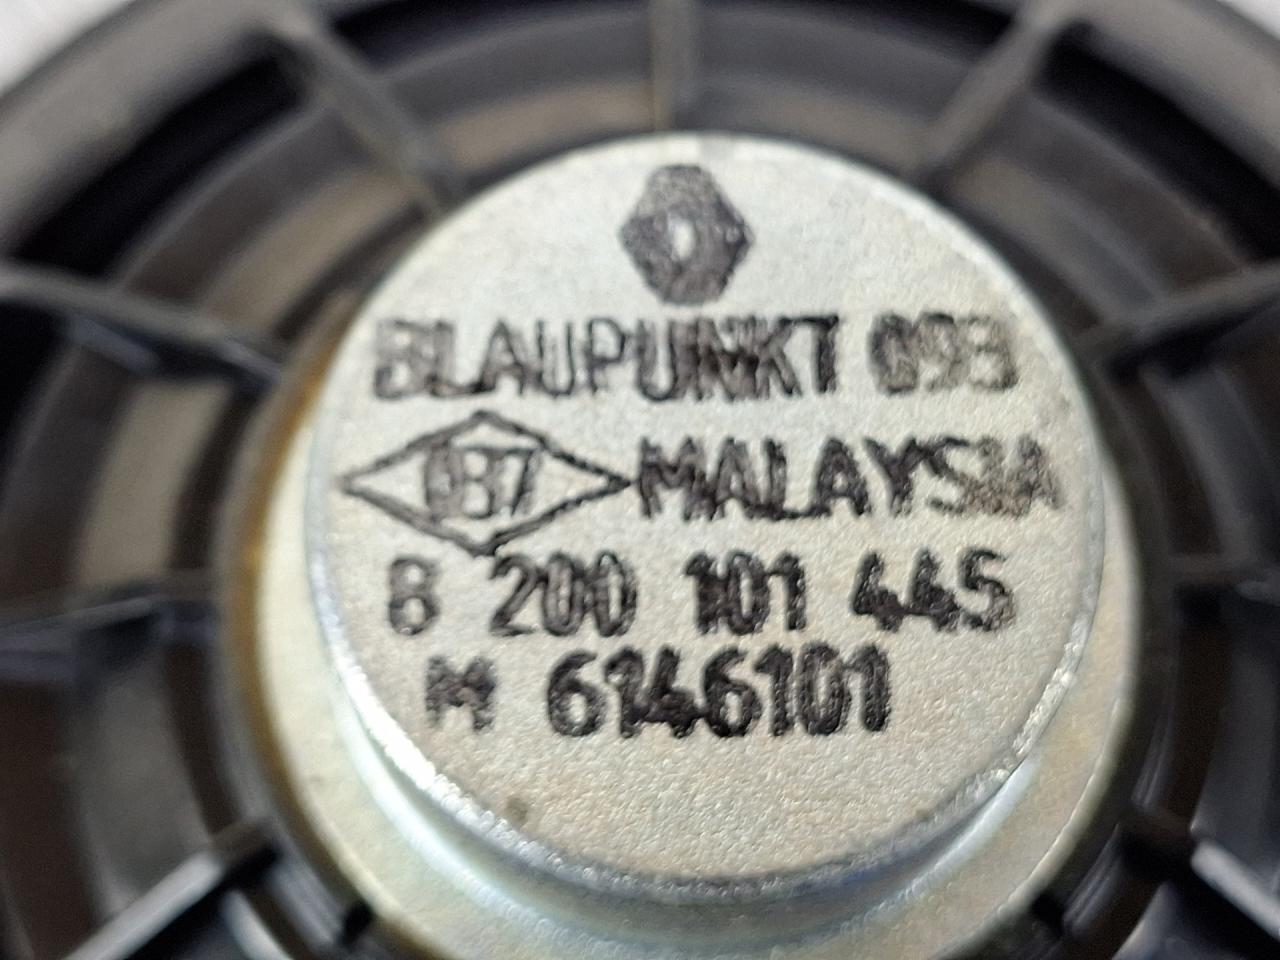 BLAUPUNKT 093
087 MALAYSIA
8 200 101 445
M 6146101